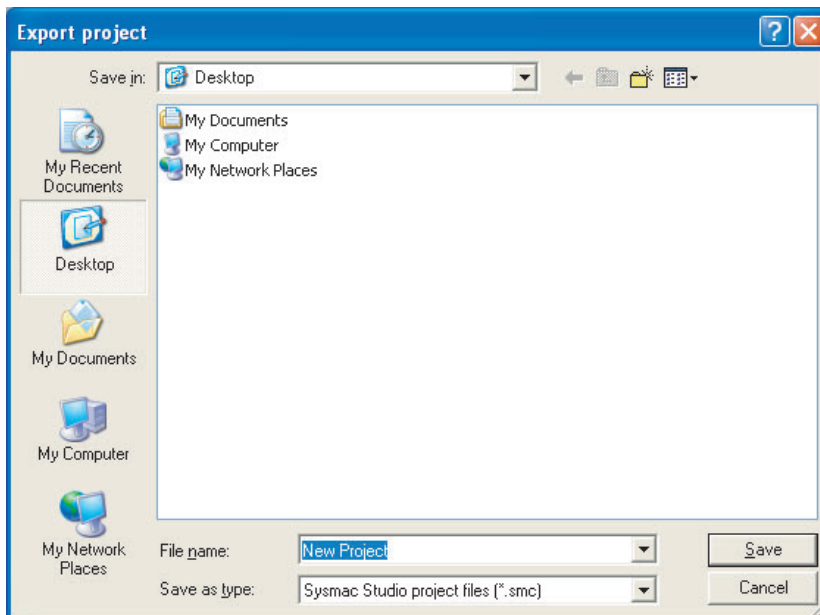 Export project
Save in:
Desktop
My Documents
My Computer
My Network Places
My Recent
Documents
Desktop
My Documents
My Computer
My Network
Places
File name:
New Project
Save
Save as type:
Sysmac Studio project files (*.smc)
Cancel